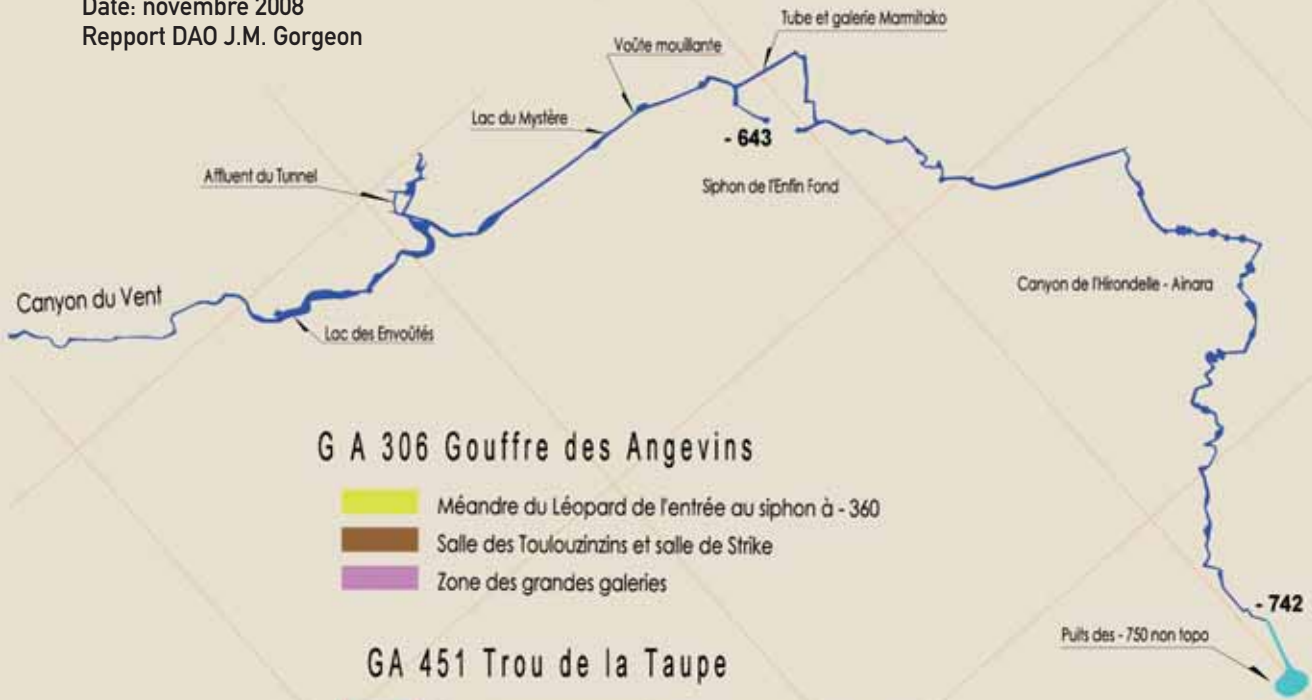 Date: novembre 2008
Repport DAO J.M. Gorgeon
Tube et galerie Marmitako
Voûte mouillante
Lac du Mystère
- 643
Affluent du Tunnel
Siphon de l'Enfin Fond
Canyon du Vent
Canyon de l'Hirondelle - Ainara
Lac des Envoûtés
G A 306 Gouffre des Angevins
Méandre du Léopard de l'entrée au siphon à - 360
Salle des Toulouzinzins et salle de Strike
Zone des grandes galeries
- 742
Puits des - 750 non topo
GA 451 Trou de la Taupe